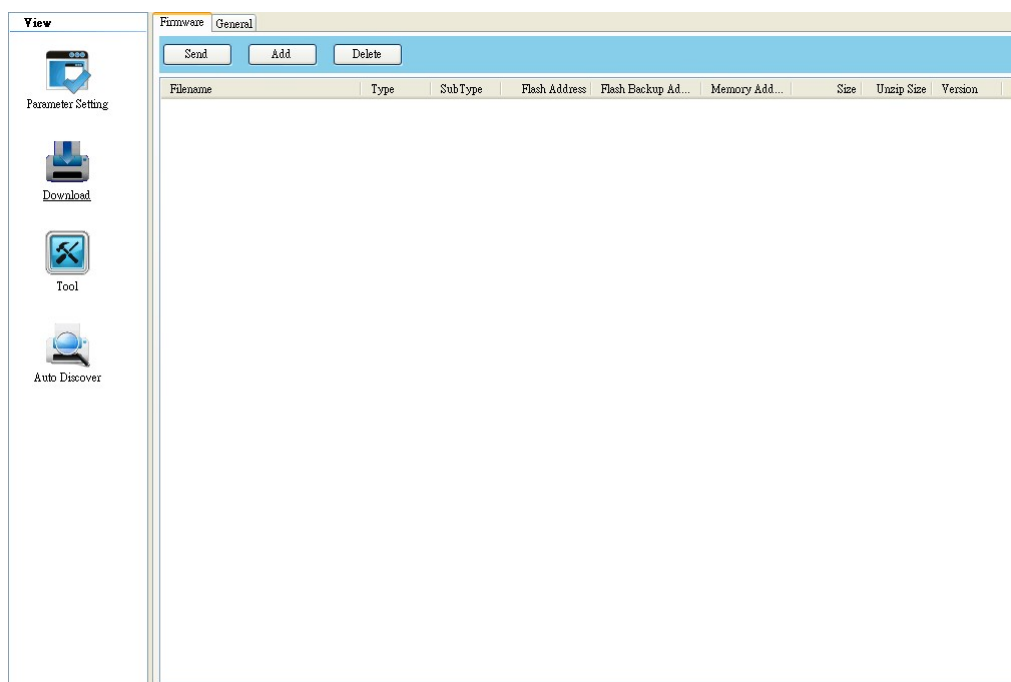 View
Parameter Setting
Download
Tool
Auto Discover
Firmware General
Send Add Delete
Filename Type SubType Flash Address Flash Backup Ad... Memory Add... Size Unzip Size Version